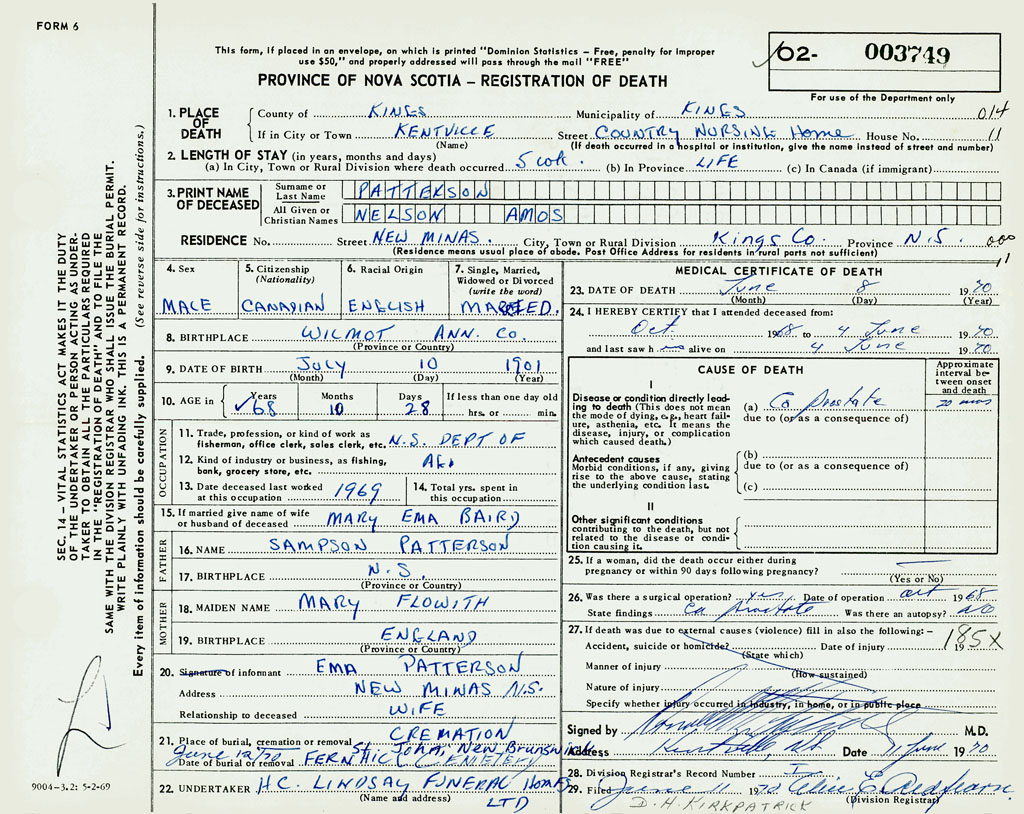 FORM 6
This form, if placed in an envelope, on which is printed "Dominion Statistics – Free, penalty for improper
use $50," and properly addressed will pass through the mail "FREE"
PROVINCE OF NOVA SCOTIA – REGISTRATION OF DEATH
62- 003749
For use of the Department only
1. PLACE OF DEATH
County of KINGS Municipality of KINGS 014
If in City or Town KENTVILLE Street COUNTRY NURSING Home House No. 11
(Name) (If death occurred in a hospital or institution, give the name instead of street and number)
2. LENGTH OF STAY (in years, months and days)
(a) In City, Town or Rural Division where death occurred 5 wk. (b) In Province LIFE (c) In Canada (if immigrant)
3. PRINT NAME OF DECEASED
Surname or Last Name PATTERSON
All Given or Christian Names NELSON AMOS
RESIDENCE No. Street NEW MINAS. City, Town or Rural Division Kings Co. Province N.S. 000
(Residence means usual place of abode. Post Office Address for residents in rural parts not sufficient) 11
4. Sex
MALE
5. Citizenship
(Nationality)
CANADIAN
6. Racial Origin
ENGLISH
7. Single, Married,
Widowed or Divorced
(write the word)
MARRIED.
8. BIRTHPLACE WILMOT ANN. CO.
(Province or Country)
9. DATE OF BIRTH JULY 10 1901
(Month) (Day) (Year)
10. AGE in Years Months Days If less than one day old
68 10 28 hrs. or min.
OCCUPATION
11. Trade, profession, or kind of work as
fisherman, office clerk, sales clerk, etc. N.S. DEPT OF
12. Kind of industry or business, as fishing,
bank, grocery store, etc.
13. Date deceased last worked
at this occupation 1969
14. Total yrs. spent in
this occupation
15. If married give name of wife
or husband of deceased MARY EMA BAIRD
FATHER
16. NAME SAMPSON PATTERSON
17. BIRTHPLACE N.S.
(Province or Country)
MOTHER
18. MAIDEN NAME MARY FLOWITH
19. BIRTHPLACE ENGLAND
(Province or Country)
20. Signature of informant EMA PATTERSON
Address NEW MINAS N.S.
Relationship to deceased WIFE
21. Place of burial, cremation or removal CREMATION
St. JOHN, NEW BRUNSWICK
June 12/70
Date of burial or removal FERNHILL CEMETERY
22. UNDERTAKER H.C. LINDSAY FUNERAL HOMES
(Name and address) LTD
MEDICAL CERTIFICATE OF DEATH
23. DATE OF DEATH June 8 1970
(Month) (Day) (Year)
24. I HEREBY CERTIFY that I attended deceased from:
Oct. 1968 to 4 June 1970
and last saw h alive on 4 June 1970
CAUSE OF DEATH
Approximate
interval be-
tween onset
and death
I
Disease or condition directly lead-
ing to death (This does not mean
the mode of dying, e.g., heart fail-
ure, asthenia, etc. It means the
disease, injury, or complication
which caused death.)
(a) Ca Prostate 20 mos
due to (or as a consequence of)
Antecedent causes
Morbid conditions, if any, giving
rise to the above cause, stating
the underlying condition last.
(b)
due to (or as a consequence of)
(c)
II
Other significant conditions
contributing to the death, but not
related to the disease or condi-
tion causing it.
25. If a woman, did the death occur either during
pregnancy or within 90 days following pregnancy?
(Yes or No)
26. Was there a surgical operation? yes Date of operation Oct 1968
State findings Ca Prostate Was there an autopsy? NO
27. If death was due to external causes (violence) fill in also the following: – 185X
Accident, suicide or homicide? Date of injury 19
(State which)
Manner of injury
(How sustained)
Nature of injury
Specify whether injury occurred in industry, in home, or in public place
Signed by M.D.
Address Kentville, NS Date June 1970
28. Division Registrar's Record Number
29. Filed June 11 1970
(Division Registrar)
D. H. KIRKPATRICK
SEC. 14 – VITAL STATISTICS ACT MAKES IT THE DUTY
OF THE UNDERTAKER OR PERSON ACTING AS UNDER-
TAKER TO OBTAIN ALL THE PARTICULARS REQUIRED
IN THE "REGISTRATION OF DEATH" AND FILE THE
SAME WITH THE DIVISION REGISTRAR WHO SHALL ISSUE THE BURIAL PERMIT.
WRITE PLAINLY WITH UNFADING INK. THIS IS A PERMANENT RECORD.
Every item of information should be carefully supplied. (See reverse side for instructions.)
9004-3.2: 5-2-69